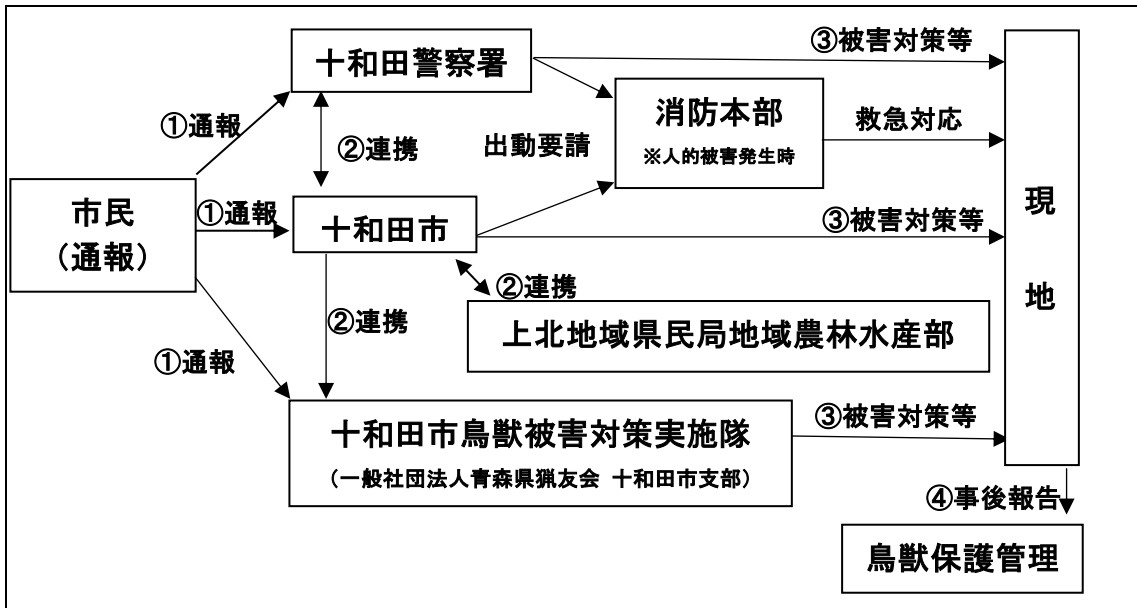 十和田警察署
③被害対策等
消防本部
※人的被害発生時
救急対応
①通報
②連携
出動要請
市民
（通報）
①通報
十和田市
③被害対策等
現
地
②連携
上北地域県民局地域農林水産部
②連携
①通報
十和田市鳥獣被害対策実施隊
（一般社団法人青森県猟友会 十和田市支部）
③被害対策等
④事後報告
鳥獣保護管理